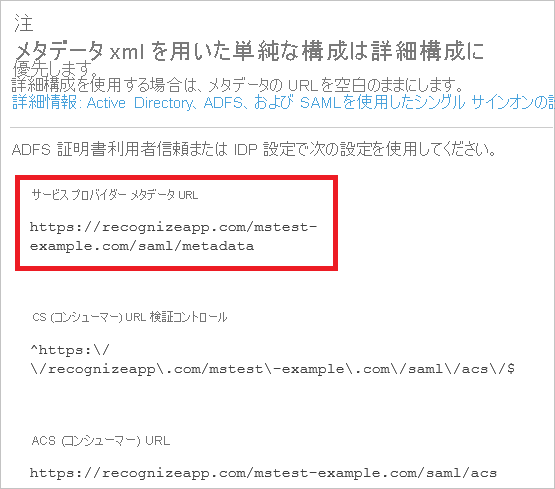 注
メタデータ xml を用いた単純な構成は詳細構成に
優先します。
詳細構成を使用する場合は、メタデータの URL を空白のままにします。
詳細情報: Active Directory、ADFS、および SAML を使用したシングル サインオンの
ADFS 証明書利用者信頼または IDP 設定で次の設定を使用してください。
サービス プロバイダー メタデータ URL
https://recognizeapp.com/mstest-
example.com/saml/metadata
CS (コンシューマー) URL 検証コントロール
^https:\/
\/recognizeapp\.com/mstest\-example\.com\/saml\/acs\/$
ACS (コンシューマー) URL
https://recognizeapp.com/mstest-example.com/saml/acs